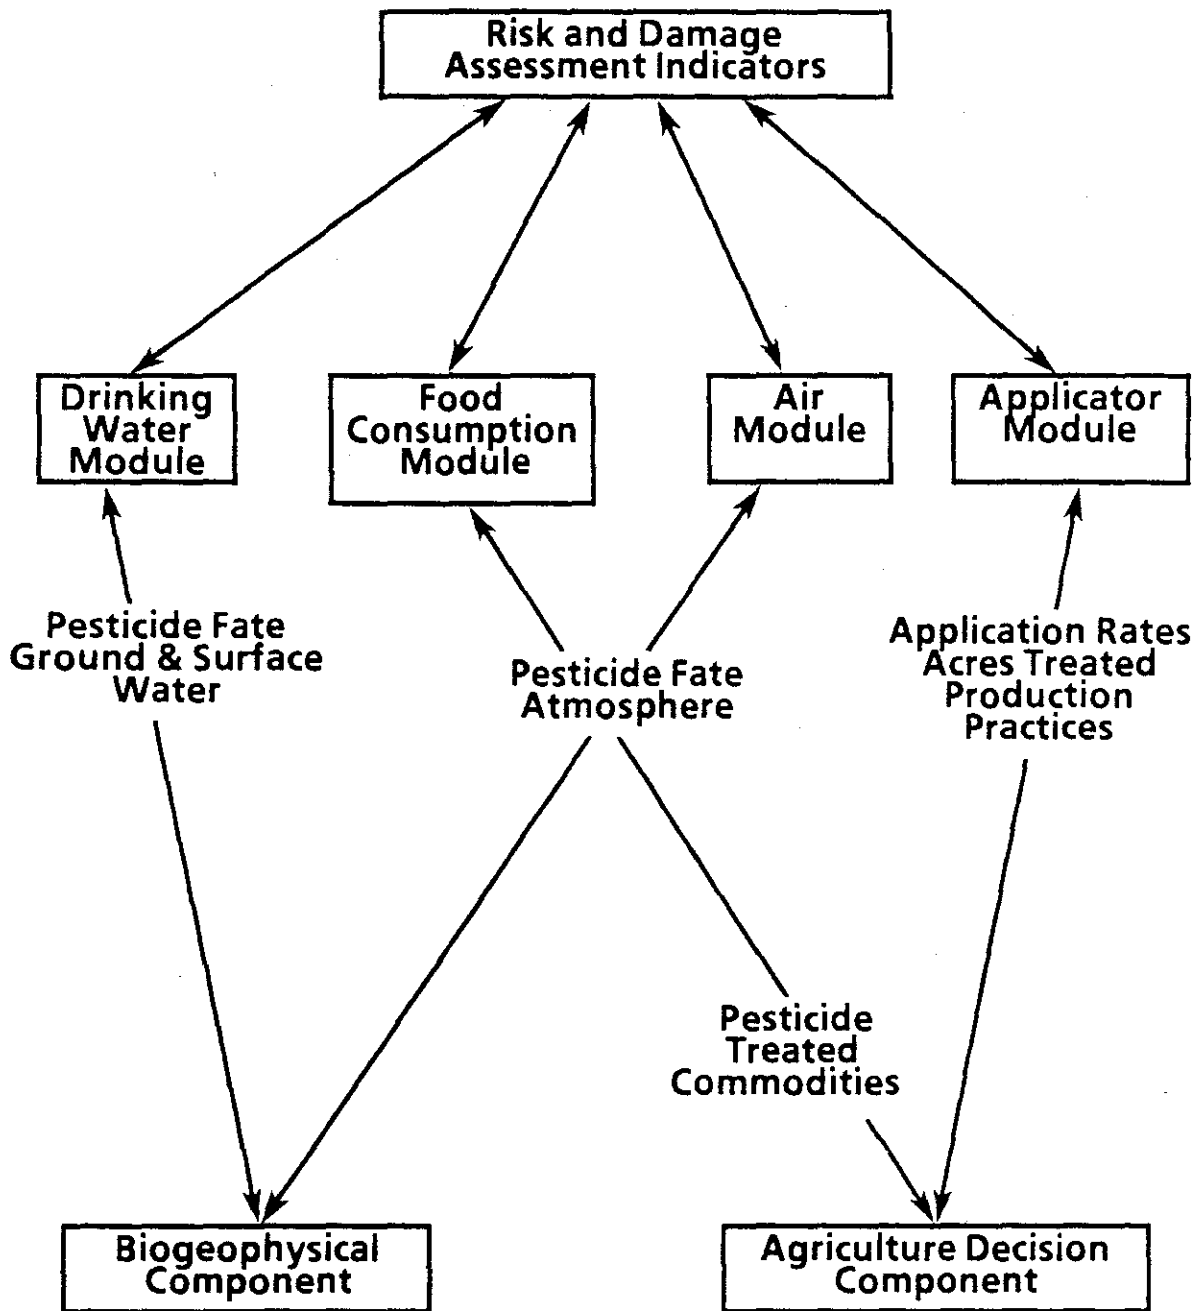 Risk and Damage
Assessment Indicators
Drinking
Water
Module
Food
Consumption
Module
Air
Module
Applicator
Module
Pesticide Fate
Ground & Surface
Water
Pesticide Fate
Atmosphere
Application Rates
Acres Treated
Production
Practices
Pesticide
Treated
Commodities
Biogeophysical
Component
Agriculture Decision
Component